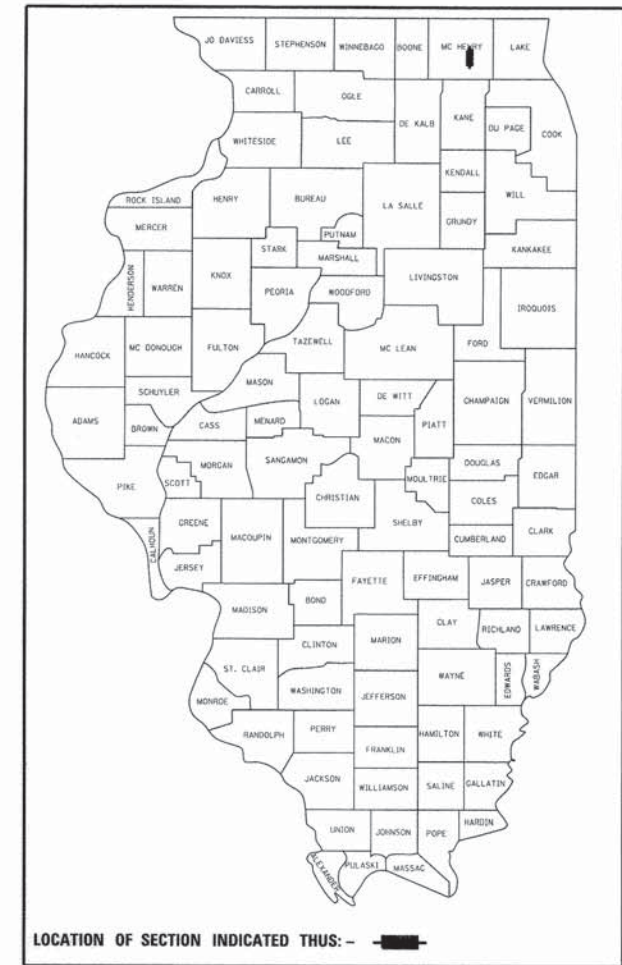 JO DAVIESS STEPHENSON WINNEBAGO BOONE MC HENRY LAKE
CARROLL OGLE DE KALB KANE DU PAGE COOK
WHITESIDE LEE KENDALL WILL
ROCK ISLAND HENRY BUREAU LA SALLE GRUNDY
MERCER PUTNAM KANKAKEE
STARK MARSHALL
HENDERSON WARREN KNOX PEORIA WOODFORD LIVINGSTON IROQUOIS
HANCOCK MC DONOUGH FULTON TAZEWELL MC LEAN FORD
SCHUYLER MASON LOGAN DE WITT CHAMPAIGN VERMILION
ADAMS BROWN CASS MENARD MACON PIATT
PIKE SCOTT MORGAN SANGAMON CHRISTIAN MOULTRIE DOUGLAS EDGAR
COLES
CALHOUN GREENE MACOUPIN MONTGOMERY SHELBY CUMBERLAND CLARK
JERSEY FAYETTE EFFINGHAM JASPER CRAWFORD
MADISON BOND CLAY RICHLAND LAWRENCE
CLINTON MARION
ST. CLAIR WAYNE EDWARDS WABASH
MONROE WASHINGTON JEFFERSON
RANDOLPH PERRY HAMILTON WHITE
FRANKLIN
JACKSON WILLIAMSON SALINE GALLATIN
UNION JOHNSON POPE HARDIN
ALEXANDER PULASKI MASSAC
LOCATION OF SECTION INDICATED THUS: -